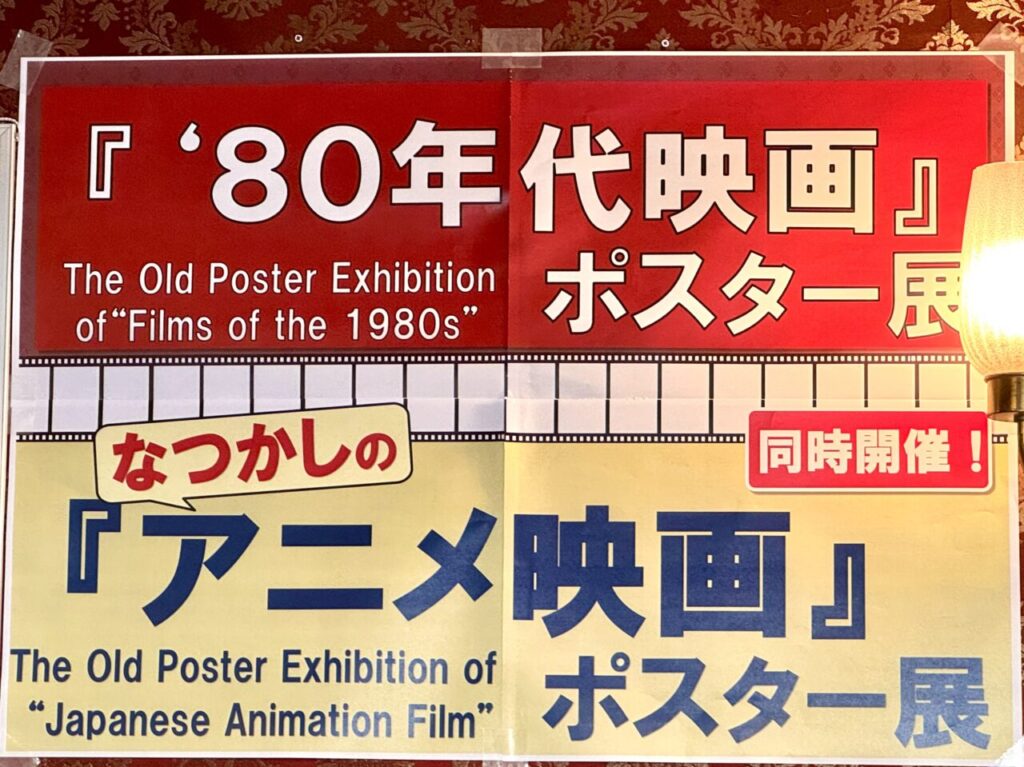 『 ‘80年代映画』
The Old Poster Exhibition
of “Films of the 1980s”
ポスター展
なつかしの
同時開催！
『アニメ映画』
The Old Poster Exhibition of
“Japanese Animation Film”
ポスター展